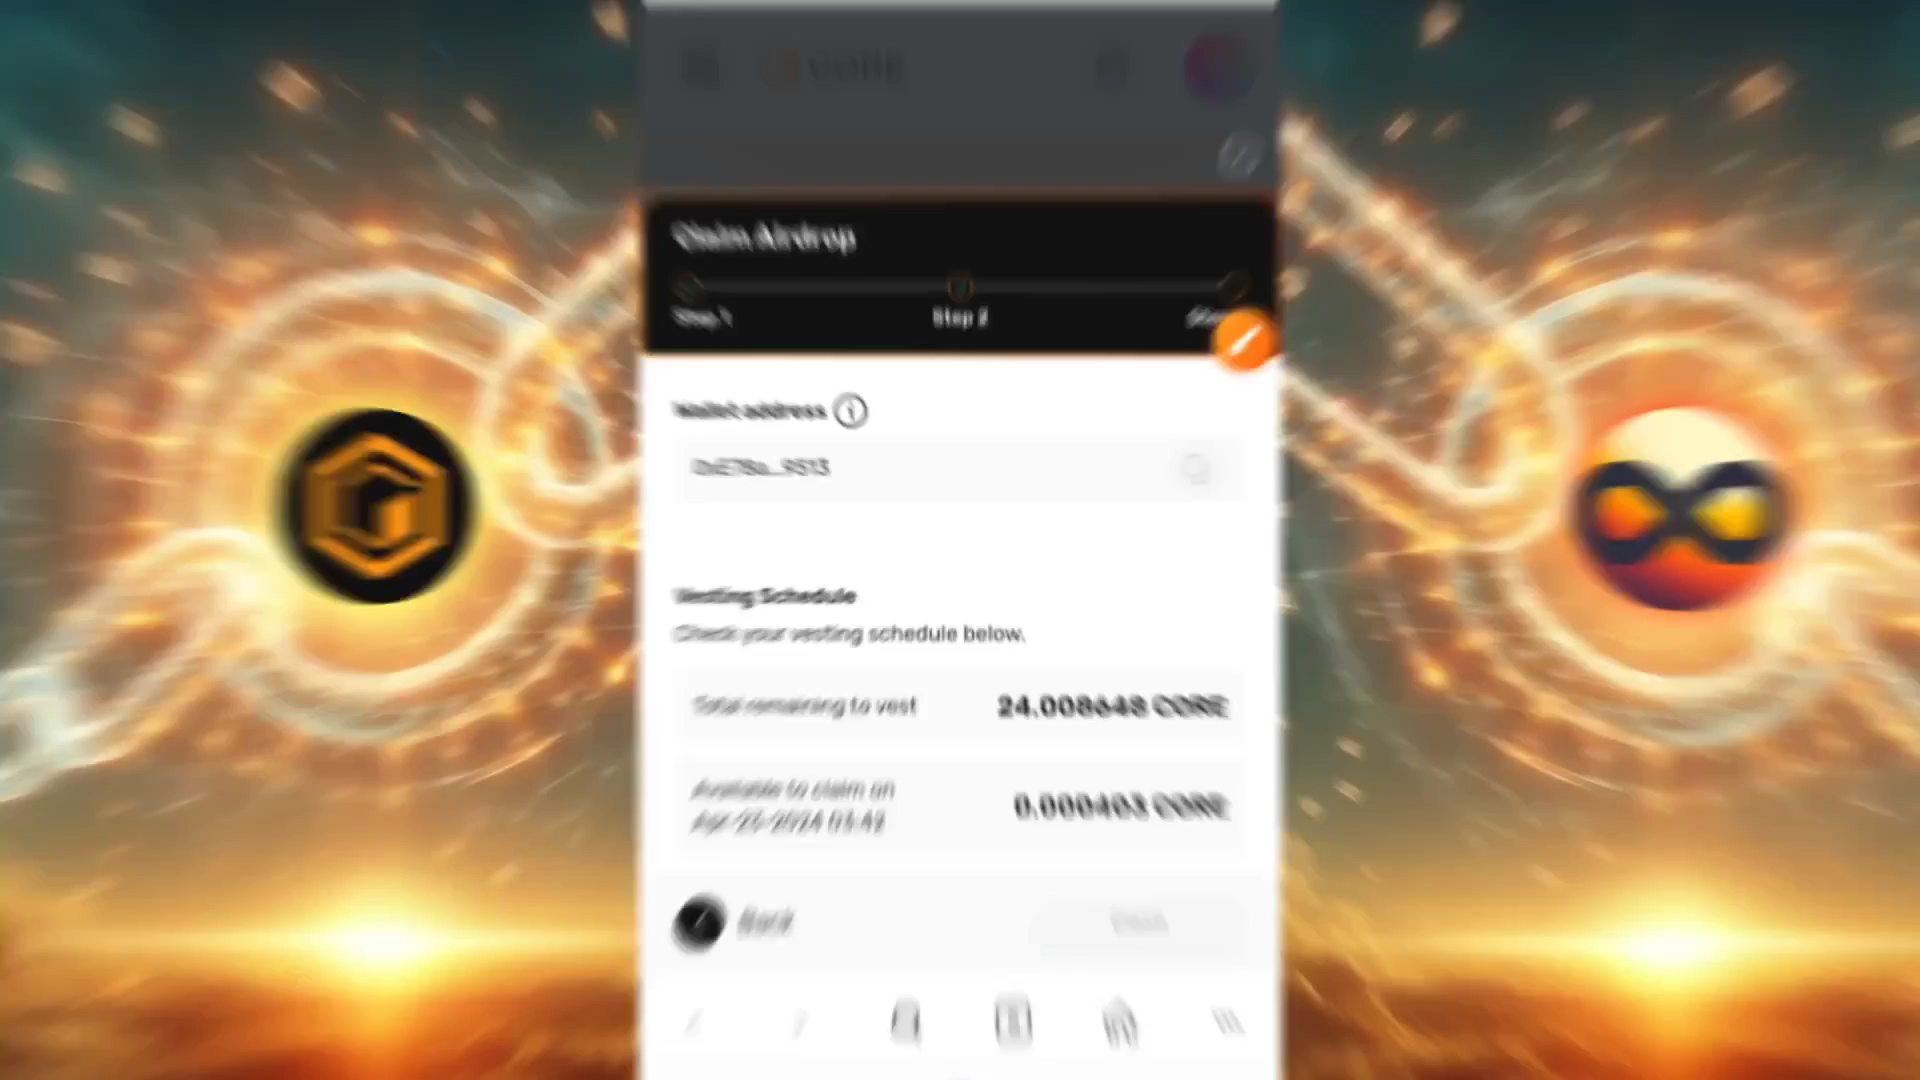 Claim Airdrop
Step 1
Step 2
Wallet address
Vesting Schedule
Check your vesting schedule below.
Total remaining to vest
24.008648 CORE
Available to claim on
0.000403 CORE
Back